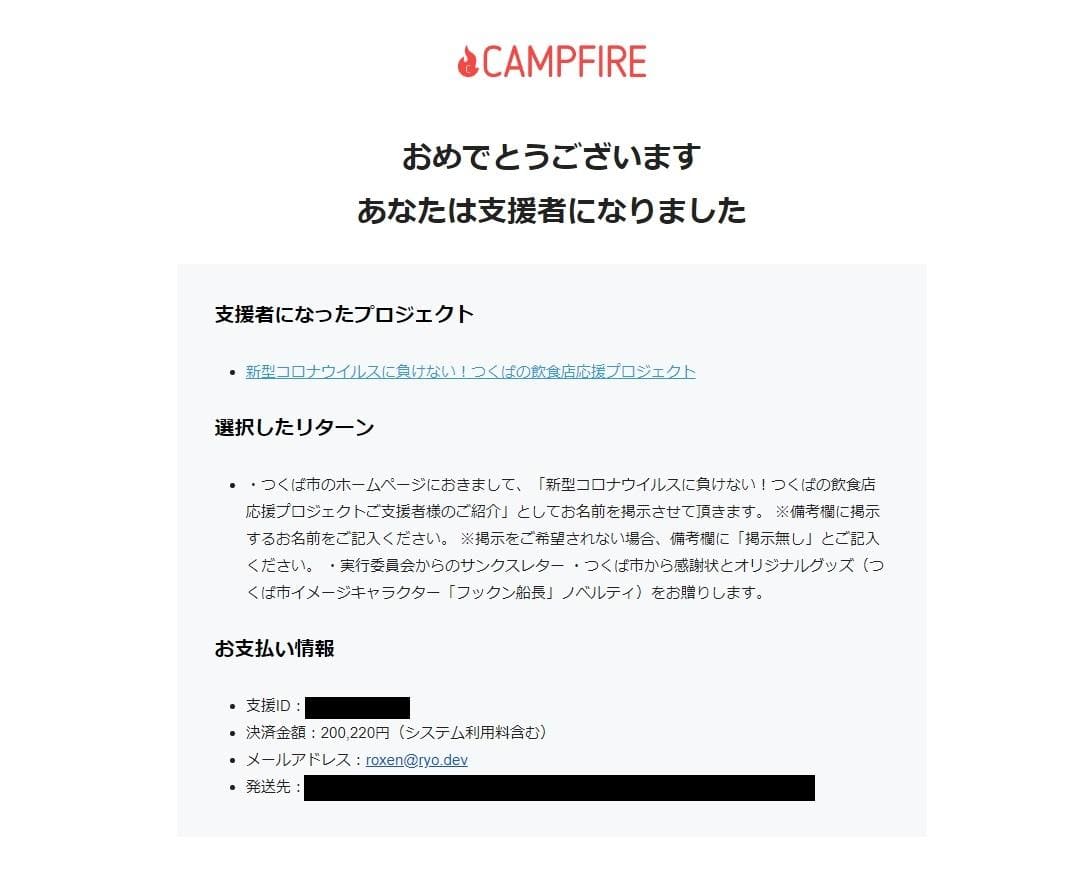 CAMPFIRE
おめでとうございます
あなたは支援者になりました
支援者になったプロジェクト
新型コロナウイルスに負けない！つくばの飲食店応援プロジェクト
選択したリターン
・つくば市のホームページにおきまして、「新型コロナウイルスに負けない！つくばの飲食店
応援プロジェクトご支援者様のご紹介」としてお名前を掲示させて頂きます。 ※備考欄に掲示
するお名前をご記入ください。 ※掲示をご希望されない場合、備考欄に「掲示無し」とご記入
ください。 ・実行委員会からのサンクスレター ・つくば市から感謝状とオリジナルグッズ（つ
くば市イメージキャラクター「フックン船長」ノベルティ）をお贈りします。
お支払い情報
支援ID：
決済金額：200,220円（システム利用料含む）
メールアドレス：roxen@ryo.dev
発送先：